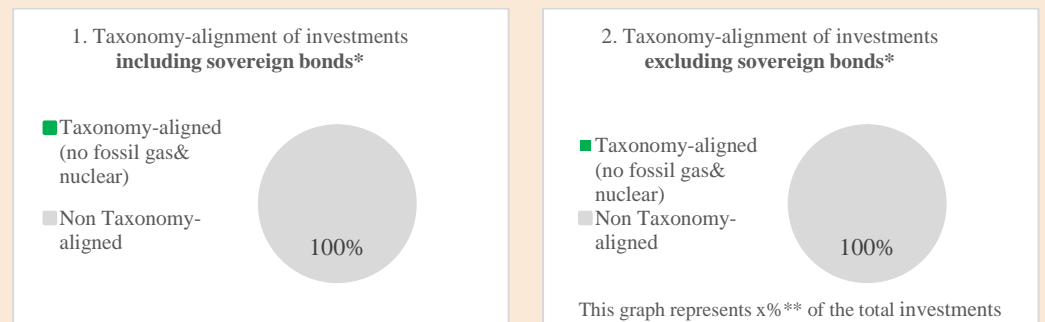 1. Taxonomy-alignment of investments
including sovereign bonds*
Taxonomy-aligned
(no fossil gas&
nuclear)
Non Taxonomy-
aligned
100%
2. Taxonomy-alignment of investments
excluding sovereign bonds*
Taxonomy-aligned
(no fossil gas&
nuclear)
Non Taxonomy-
aligned
100%
This graph represents x%** of the total investments